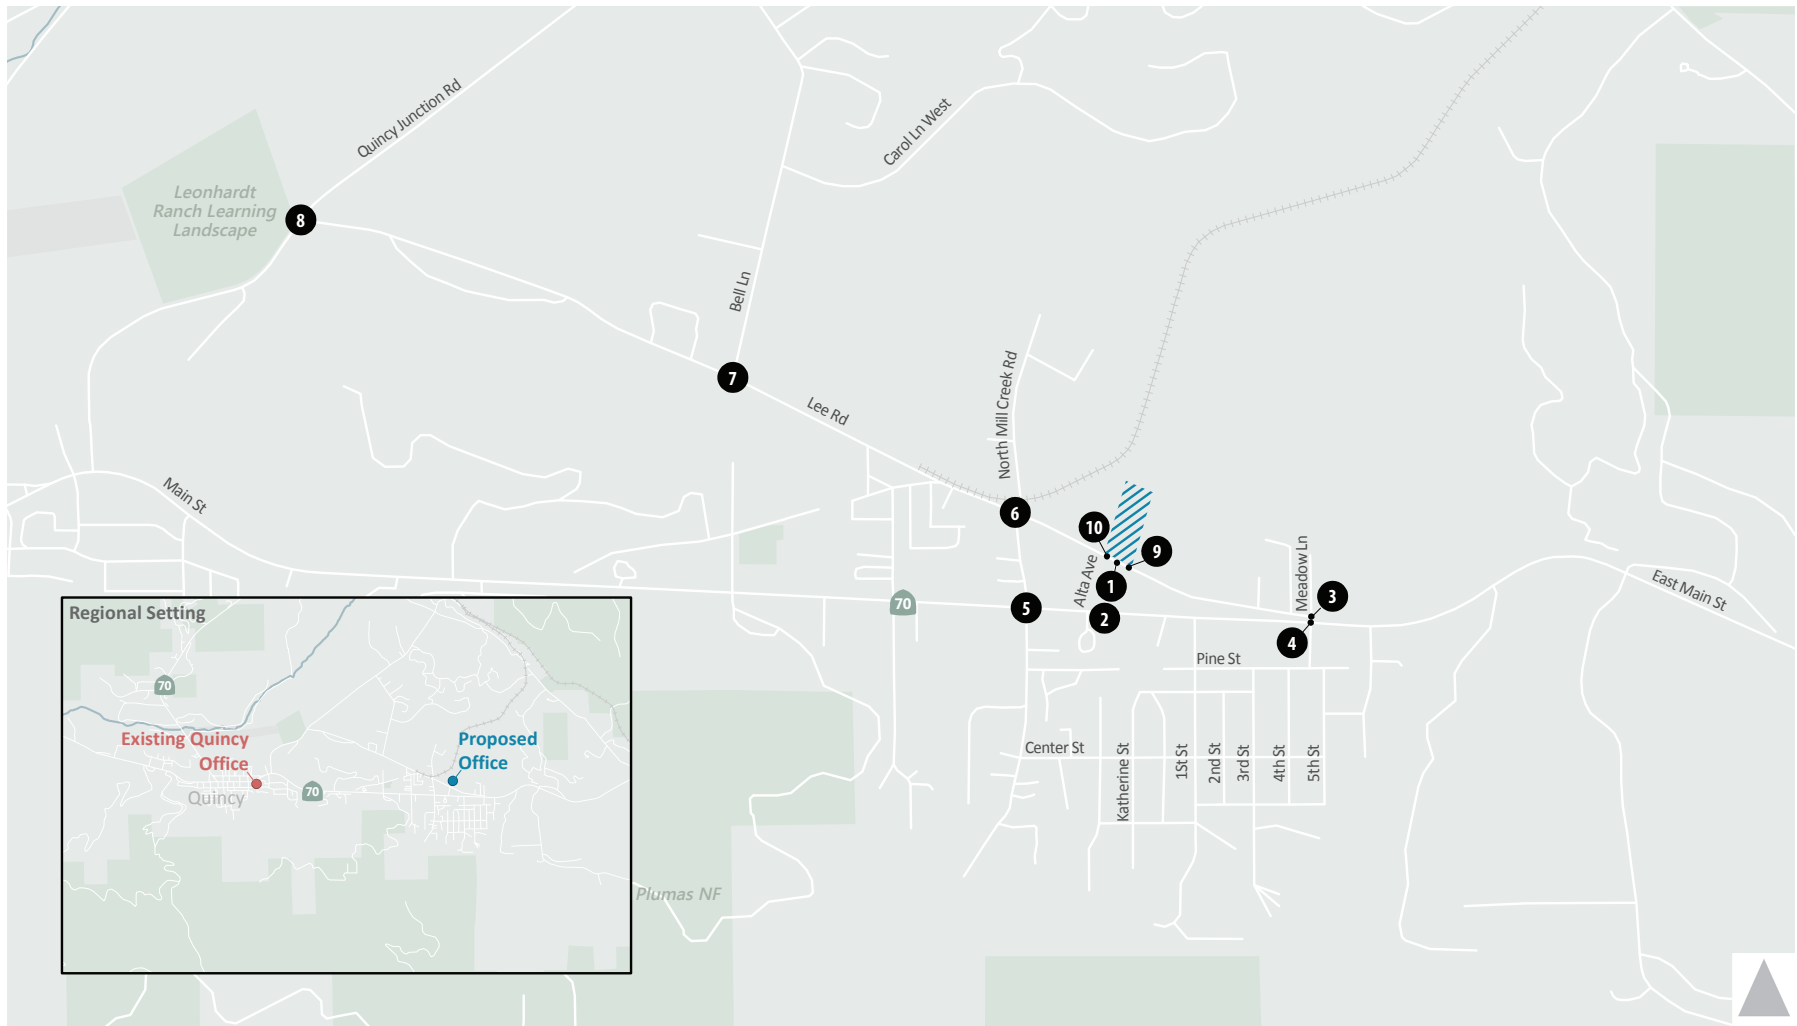 Quincy Junction Rd
Carol Ln West
Leonhardt
Ranch Learning
Landscape
8
Bell Ln
7
Lee Rd
North Mill Creek Rd
Main St
6
10
9
Alta Ave
1
Meadow Ln
3
East Main St
70
5
2
4
Pine St
Center St
Katherine St
1St St
2nd St
3rd St
4th St
5th St
Plumas NF
Regional Setting
70
Existing Quincy
Office
Proposed
Office
70
Quincy